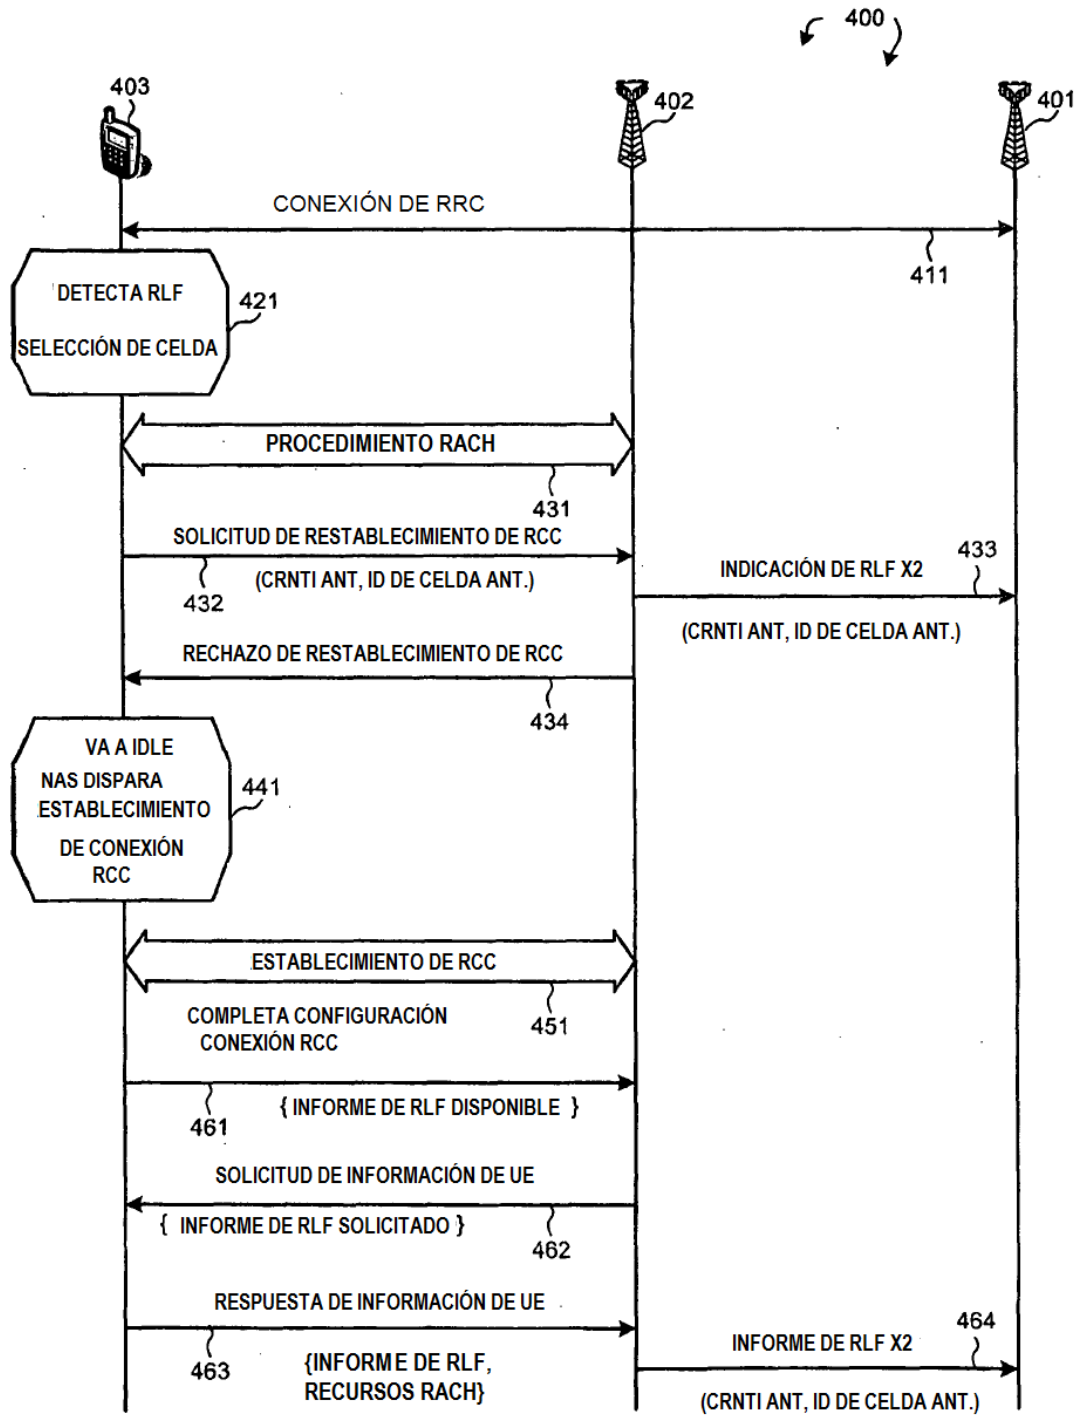 400
403
402
401
CONEXIÓN DE RRC
411
DETECTA RLF
SELECCIÓN DE CELDA
421
PROCEDIMIENTO RACH
431
SOLICITUD DE RESTABLECIMIENTO DE RCC
432
(CRNTI ANT, ID DE CELDA ANT.)
INDICACIÓN DE RLF X2
433
(CRNTI ANT, ID DE CELDA ANT.)
RECHAZO DE RESTABLECIMIENTO DE RCC
434
VA A IDLE
NAS DISPARA
ESTABLECIMIENTO
DE CONEXIÓN
RCC
441
ESTABLECIMIENTO DE RCC
451
COMPLETA CONFIGURACIÓN
CONEXIÓN RCC
461
{ INFORME DE RLF DISPONIBLE }
SOLICITUD DE INFORMACIÓN DE UE
{ INFORME DE RLF SOLICITADO }
462
RESPUESTA DE INFORMACIÓN DE UE
463
{INFORME DE RLF,
RECURSOS RACH}
INFORME DE RLF X2
464
(CRNTI ANT, ID DE CELDA ANT.)